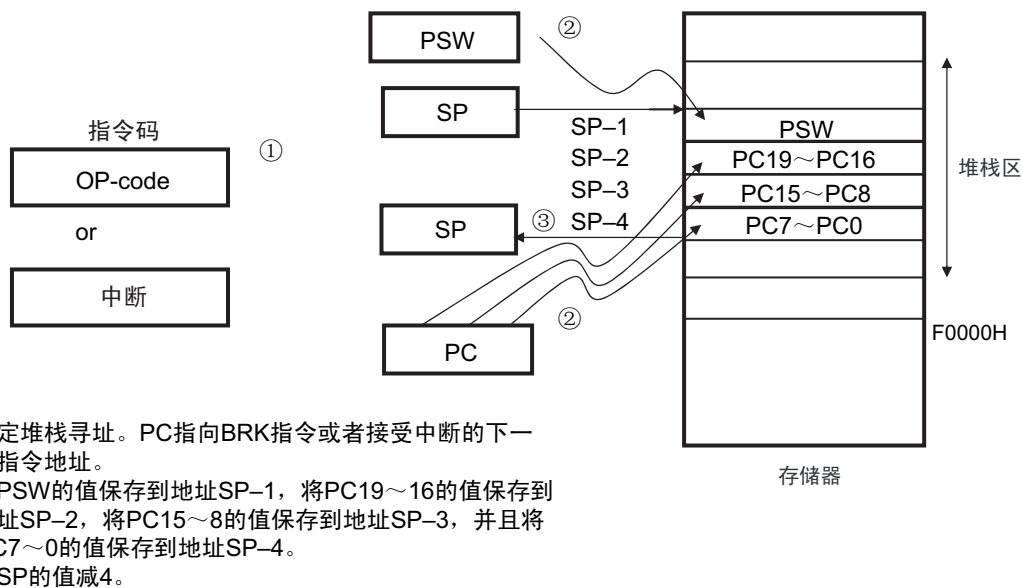 PSW
②
SP
指令码
①
OP-code
or
中断
SP–1
SP–2
SP–3
SP–4
③
SP
②
PC
PSW
PC19～PC16
PC15～PC8
PC7～PC0
堆栈区
F0000H
存储器
定堆栈寻址。PC指向BRK指令或者接受中断的下一
指令地址。
PSW的值保存到地址SP–1，将PC19～16的值保存到
址SP–2，将PC15～8的值保存到地址SP–3，并且将
C7～0的值保存到地址SP–4。
SP的值减4。